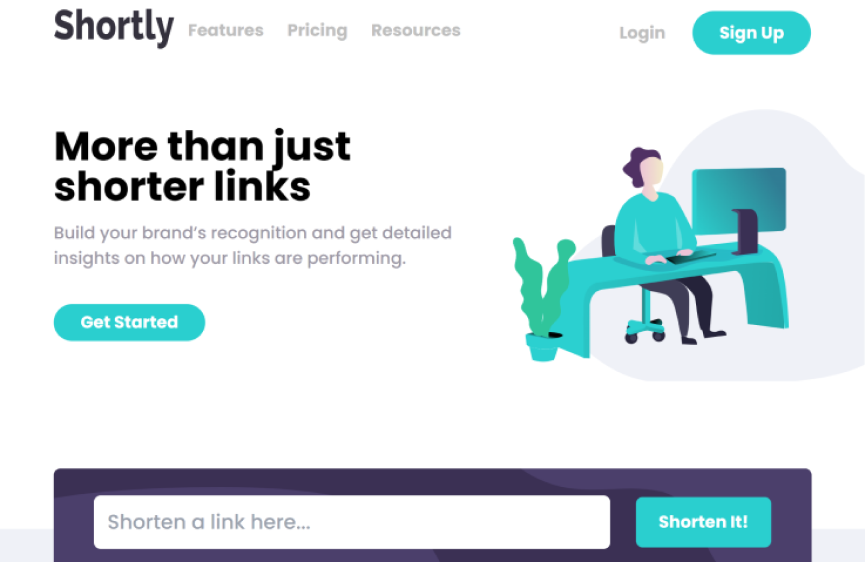 Shortly Features Pricing Resources Login Sign Up
More than just
shorter links
Build your brand’s recognition and get detailed
insights on how your links are performing.
Get Started
Shorten a link here... Shorten It!